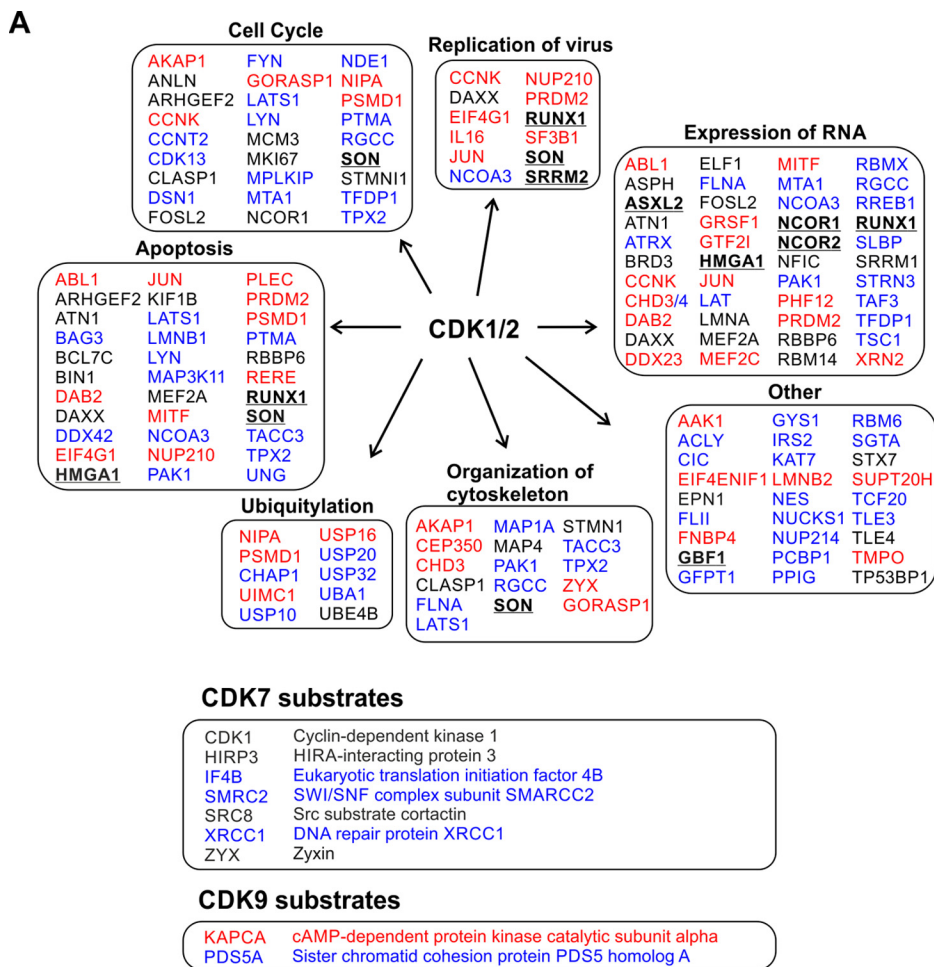 A
Cell Cycle
AKAP1 FYN NDE1
ANLN GORASP1 NIPA
ARHGEF2 LATS1 PSMD1
CCNK LYN PTMA
CCNT2 MCM3 RGCC
CDK13 MKI67 SON
CLASP1 MPLKIP STMNI1
DSN1 MTA1 TFDP1
FOSL2 NCOR1 TPX2
Replication of virus
CCNK NUP210
DAXX PRDM2
EIF4G1 RUNX1
IL16 SF3B1
JUN SON
NCOA3 SRRM2
Expression of RNA
ABL1 ELF1 MITF RBMX
ASPH FLNA MTA1 RGCC
ASXL2 FOSL2 NCOA3 RREB1
ATN1 GRSF1 NCOR1 RUNX1
ATRX GTF2I NCOR2 SLBP
BRD3 HMGA1 NFIC SRRM1
CCNK JUN PAK1 STRN3
CHD3/4 LAT PHF12 TAF3
DAB2 LMNA PRDM2 TFDP1
DAXX MEF2A RBBP6 TSC1
DDX23 MEF2C RBM14 XRN2
Apoptosis
ABL1 JUN PLEC
ARHGEF2 KIF1B PRDM2
ATN1 LATS1 PSMD1
BAG3 LMNB1 PTMA
BCL7C LYN RBBP6
BIN1 MAP3K11 RERE
DAB2 MEF2A RUNX1
DAXX MITF SON
DDX42 NCOA3 TACC3
EIF4G1 NUP210 TPX2
HMGA1 PAK1 UNG
CDK1/2
Other
AAK1 GYS1 RBM6
ACLY IRS2 SGTA
CIC KAT7 STX7
EIF4ENIF1 LMNB2 SUPT20H
EPN1 NES TCF20
FLII NUCKS1 TLE3
FNBP4 NUP214 TLE4
GBF1 PCBP1 TMPO
GFPT1 PPIG TP53BP1
Ubiquitylation
NIPA USP16
PSMD1 USP20
CHAP1 USP32
UIMC1 UBA1
USP10 UBE4B
Organization of
cytoskeleton
AKAP1 MAP1A STMN1
CEP350 MAP4 TACC3
CHD3 PAK1 TPX2
CLASP1 RGCC ZYX
FLNA SON GORASP1
LATS1
CDK7 substrates
CDK1 Cyclin-dependent kinase 1
HIRP3 HIRA-interacting protein 3
IF4B Eukaryotic translation initiation factor 4B
SMRC2 SWI/SNF complex subunit SMARCC2
SRC8 Src substrate cortactin
XRCC1 DNA repair protein XRCC1
ZYX Zyxin
CDK9 substrates
KAPCA cAMP-dependent protein kinase catalytic subunit alpha
PDS5A Sister chromatid cohesion protein PDS5 homolog A